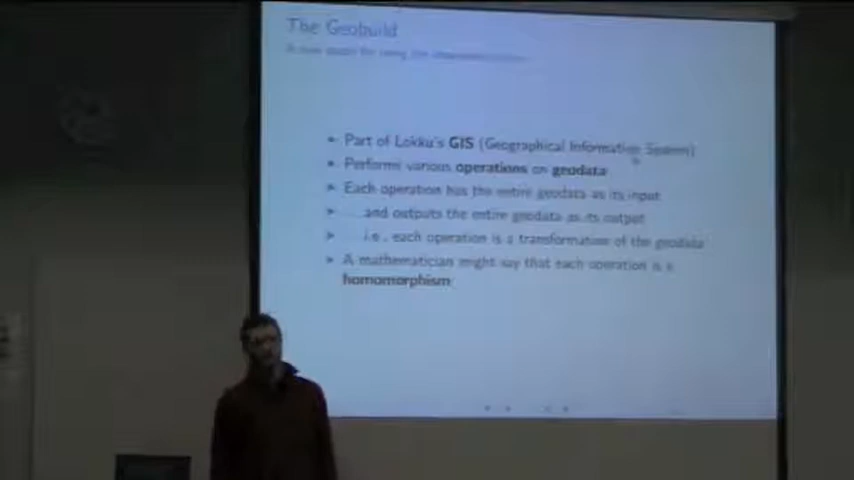 The Geobuild
Part of Lokku's GIS (Geographical Information System)
Performs various operations on geodata
Each operation has the entire geodata as its input
... and outputs the entire geodata as its output
... i.e., each operation is a transformation of the geodata
A mathematician might say that each operation is a
homomorphism